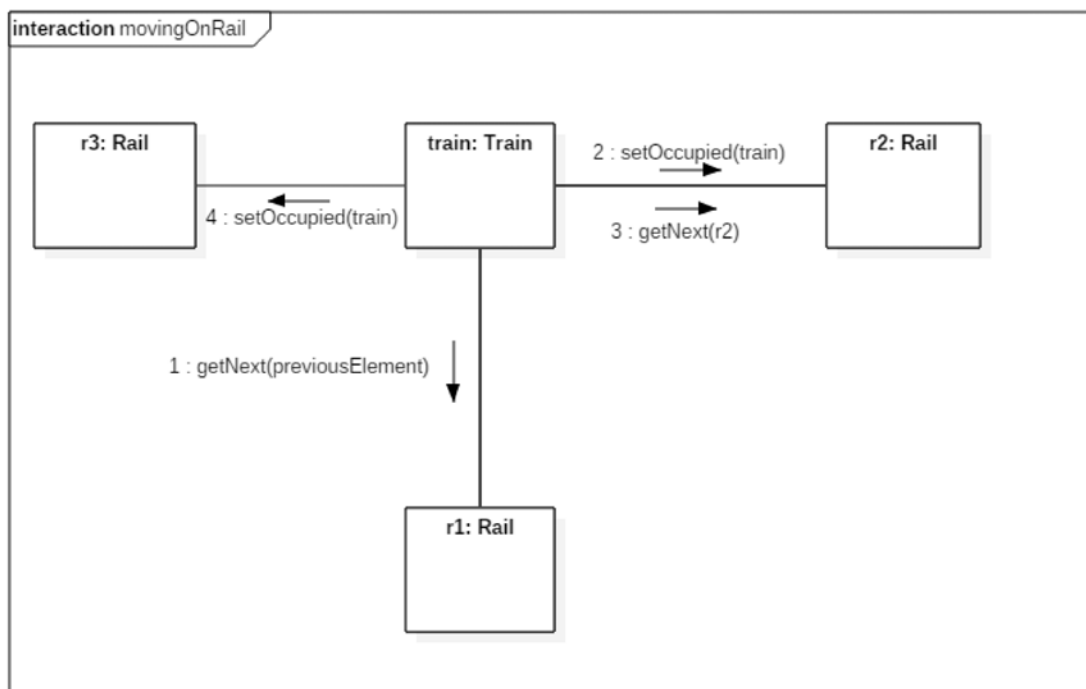 interaction movingOnRail
r3: Rail
train: Train
r2: Rail
2 : setOccupied(train)
4 : setOccupied(train)
3 : getNext(r2)
1 : getNext(previousElement)
r1: Rail